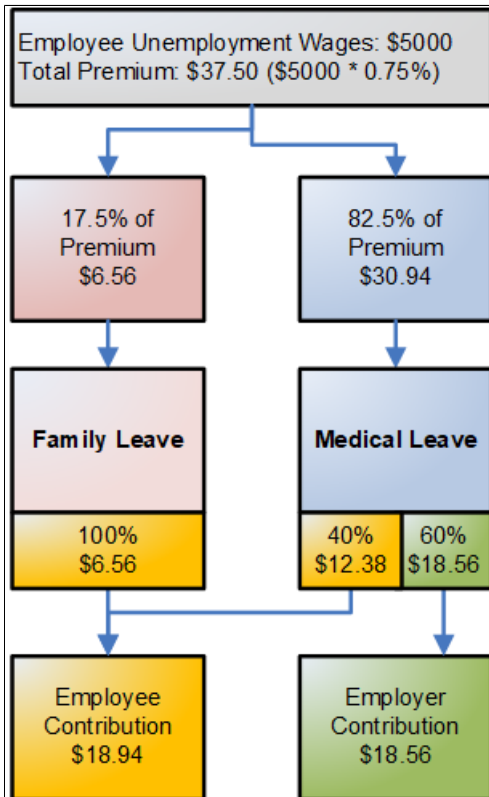 Employee Unemployment Wages: $5000
Total Premium: $37.50 ($5000 * 0.75%)
17.5% of
Premium
$6.56
82.5% of
Premium
$30.94
Family Leave
Medical Leave
100%
$6.56
40%
$12.38
60%
$18.56
Employee
Contribution
$18.94
Employer
Contribution
$18.56